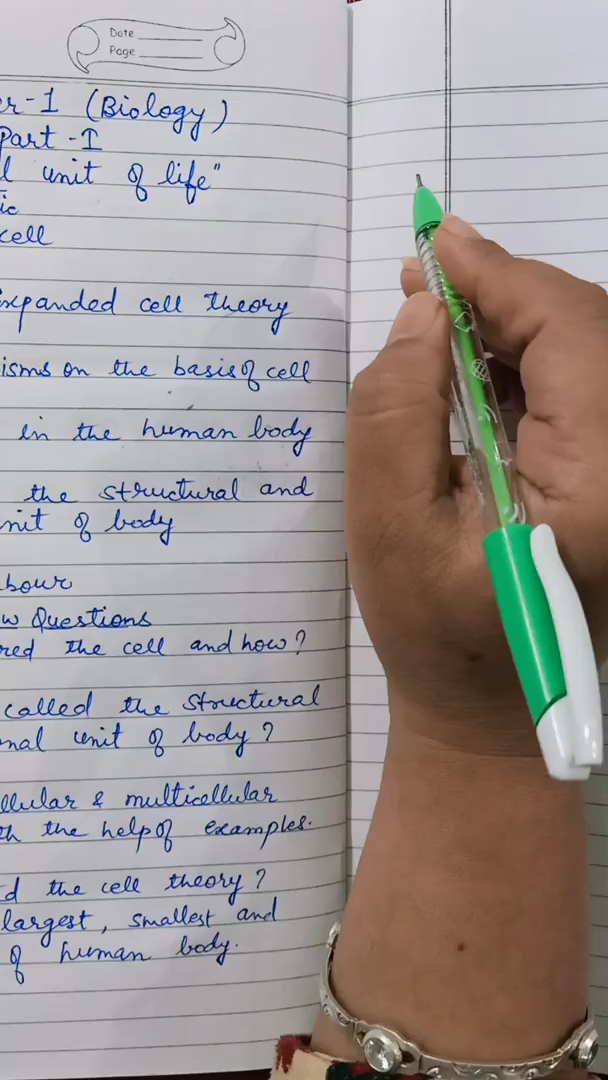 Date
Page
er-1 (Biology)
Part-I
l unit of life"
ic
cell
expanded cell theory
isms on the basis of cell
in the human body
the structural and
nit of body
bour
w Questions
red the cell and how?
called the structural
nal unit of body?
llular & multicellular
th the help of examples.
d the cell theory?
largest, smallest and
of human body.